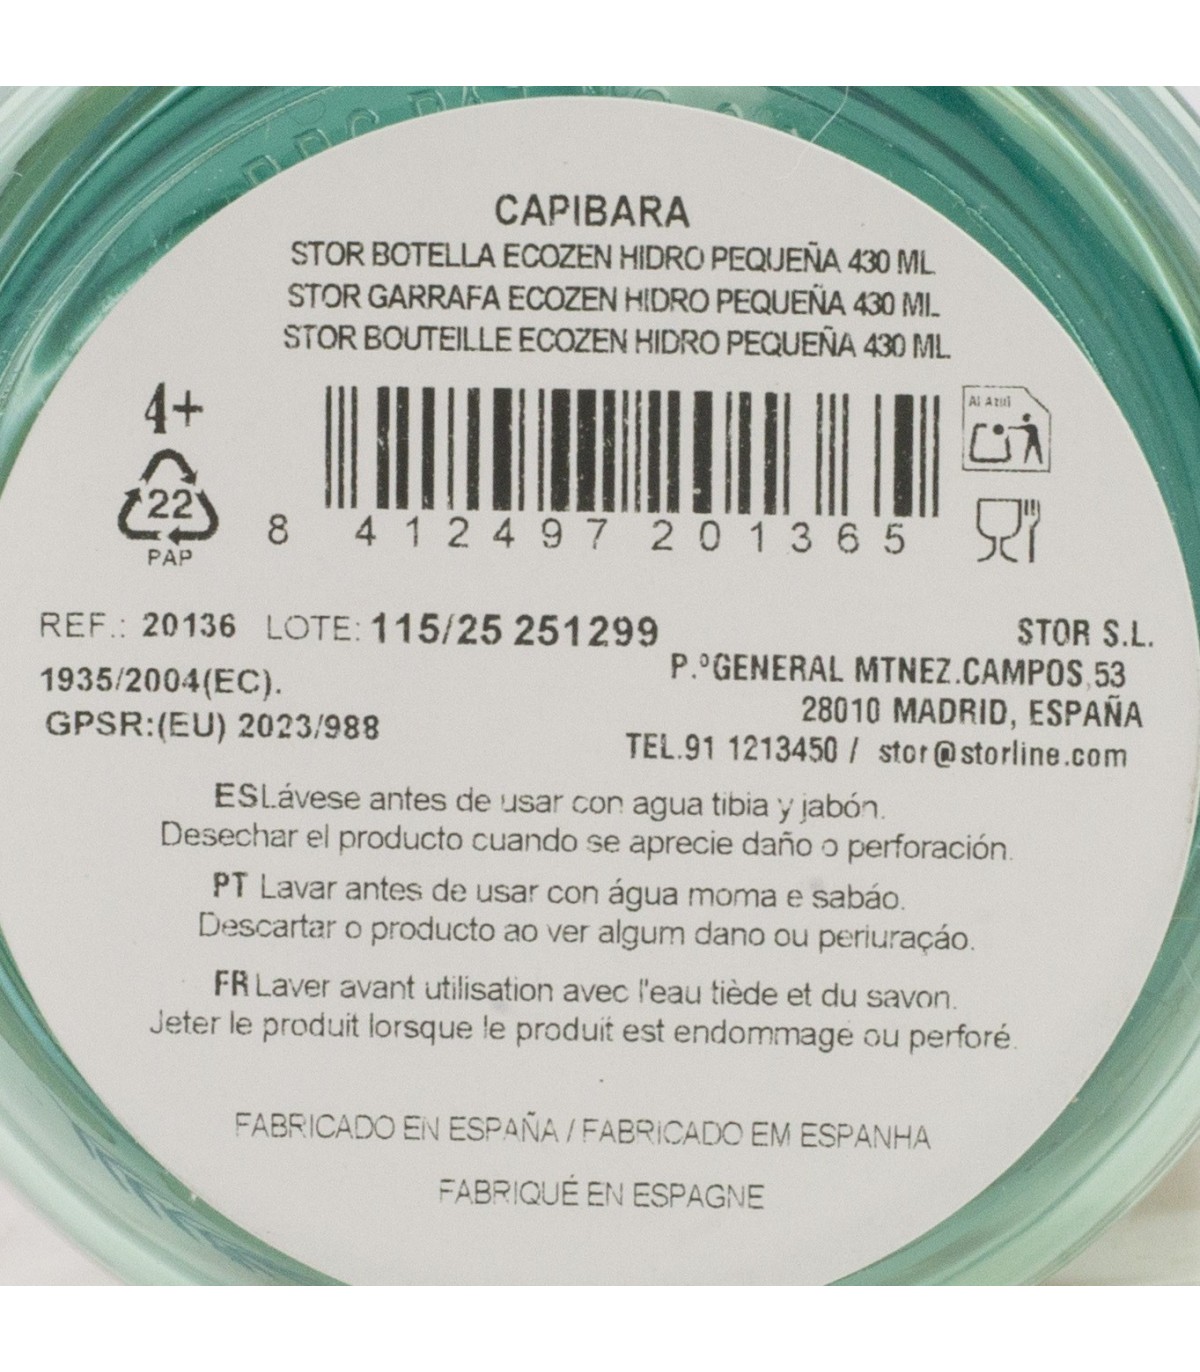 CAPIBARA
STOR BOTELLA ECOZEN HIDRO PEQUEÑA 430 ML
STOR GARRAFA ECOZEN HIDRO PEQUEÑA 430 ML
STOR BOUTEILLE ECOZEN HIDRO PEQUEÑA 430 ML
4+
22
PAP
8 412497 201365
Al Azul
REF.: 20136 LOTE: 115/25 251299
1935/2004(EC).
GPSR:(EU) 2023/988
STOR S.L.
P.ºGENERAL MTNEZ.CAMPOS,53
28010 MADRID, ESPAÑA
TEL.91 1213450 / stor@storline.com
ES Lávese antes de usar con agua tibia y jabón.
Desechar el producto cuando se aprecie daño o perforación.
PT Lavar antes de usar con água moma e sabáo.
Descartar o producto ao ver algum dano ou periuraçáo.
FR Laver avant utilisation avec l'eau tiède et du savon.
Jeter le produit lorsque le produit est endommage ou perforé.
FABRICADO EN ESPAÑA / FABRICADO EM ESPANHA
FABRIQUÉ EN ESPAGNE